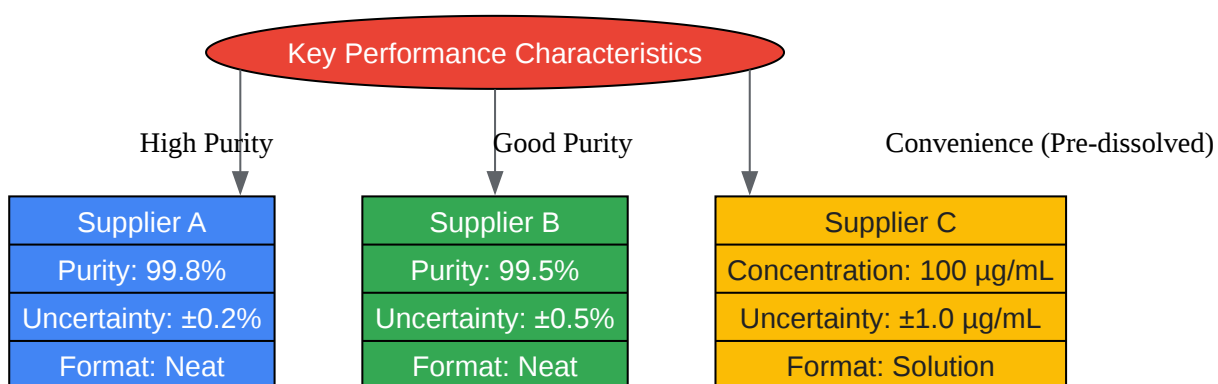 Key Performance Characteristics
High Purity
Good Purity
Convenience (Pre-dissolved)
Supplier A
Purity: 99.8%
Uncertainty: ±0.2%
Format: Neat
Supplier B
Purity: 99.5%
Uncertainty: ±0.5%
Format: Neat
Supplier C
Concentration: 100 µg/mL
Uncertainty: ±1.0 µg/mL
Format: Solution